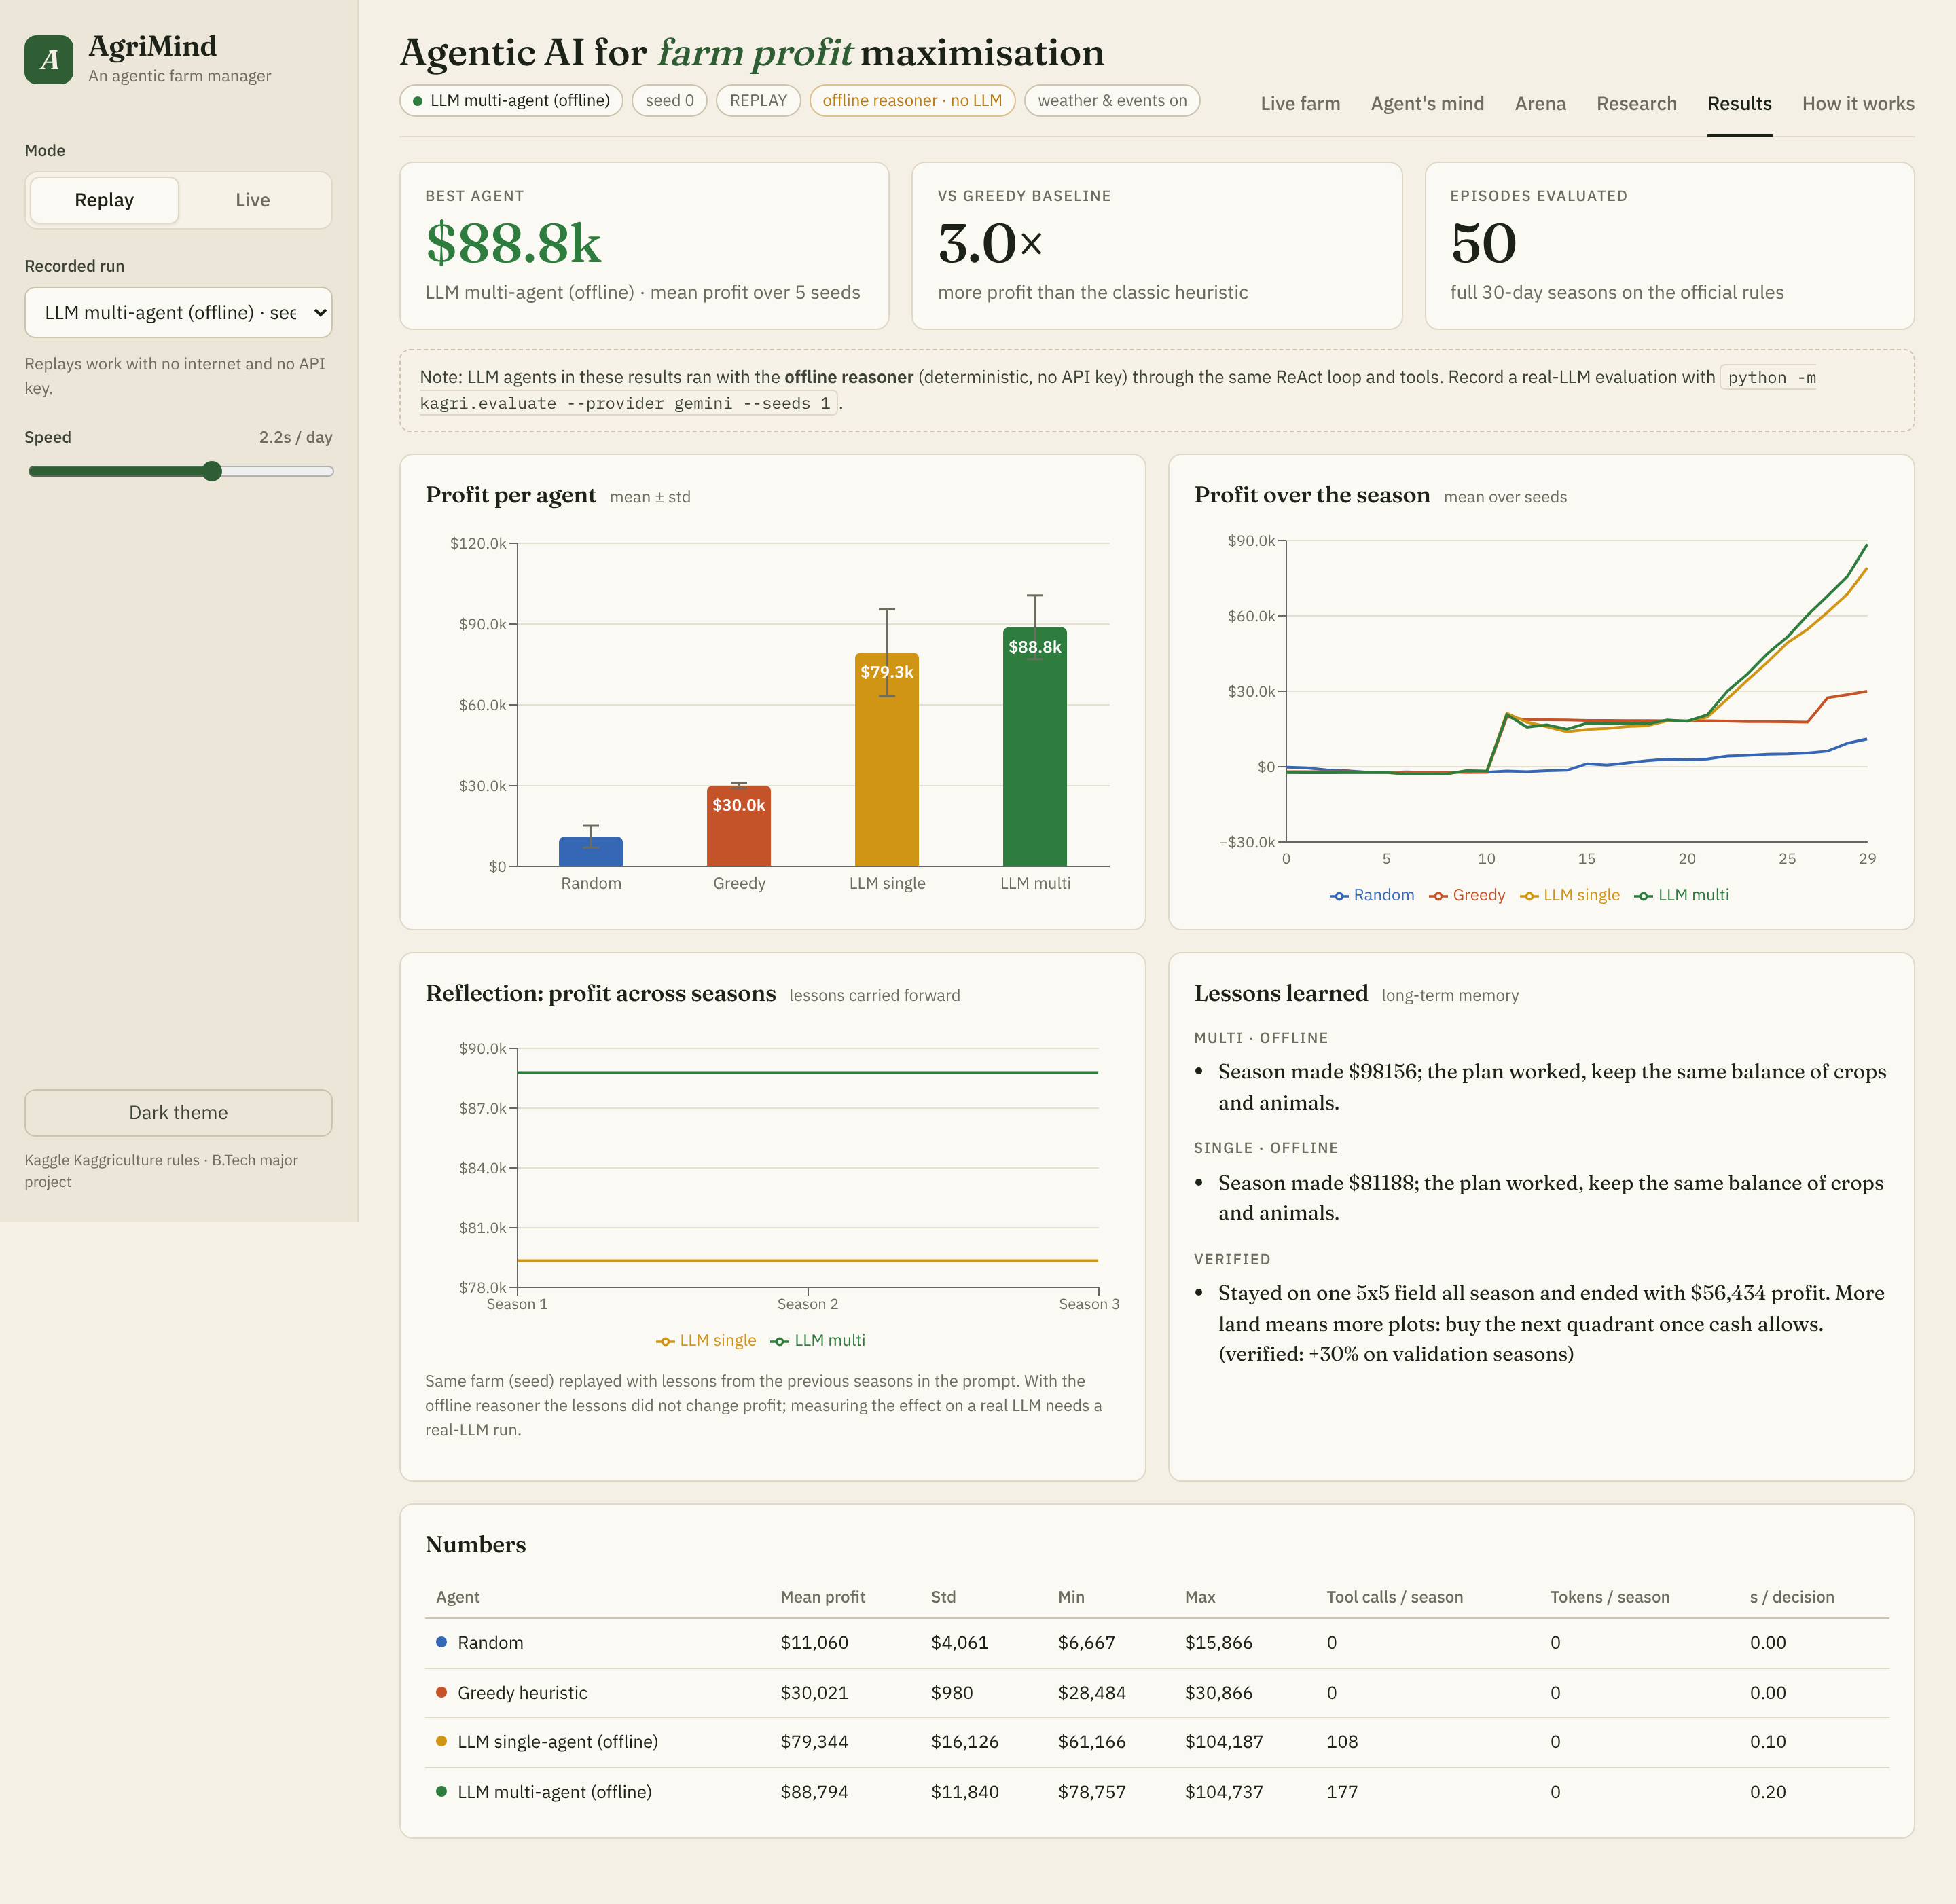 A
AgriMind
An agentic farm manager
Mode
Replay
Live
Recorded run
LLM multi-agent (offline) · see
Replays work with no internet and no API
key.
Speed
2.2s / day
Dark theme
Kaggle Kaggriculture rules · B.Tech major
project
Agentic AI for farm profit maximisation
LLM multi-agent (offline)
seed 0
REPLAY
offline reasoner · no LLM
weather & events on
Live farm
Agent's mind
Arena
Research
Results
How it works
BEST AGENT
$88.8k
LLM multi-agent (offline) · mean profit over 5 seeds
VS GREEDY BASELINE
3.0×
more profit than the classic heuristic
EPISODES EVALUATED
50
full 30-day seasons on the official rules
Note: LLM agents in these results ran with the offline reasoner (deterministic, no API key) through the same ReAct loop and tools. Record a real-LLM evaluation with python -m
kagri.evaluate --provider gemini --seeds 1 .
Profit per agent mean ± std
$120.0k
$90.0k
$60.0k
$30.0k
$0
$30.0k
$79.3k
$88.8k
Random
Greedy
LLM single
LLM multi
Profit over the season mean over seeds
$90.0k
$60.0k
$30.0k
$0
−$30.0k
0
5
10
15
20
25
29
Random
Greedy
LLM single
LLM multi
Reflection: profit across seasons lessons carried forward
$90.0k
$87.0k
$84.0k
$81.0k
$78.0k
Season 1
Season 2
Season 3
LLM single
LLM multi
Same farm (seed) replayed with lessons from the previous seasons in the prompt. With the
offline reasoner the lessons did not change profit; measuring the effect on a real LLM needs a
real-LLM run.
Lessons learned long-term memory
MULTI · OFFLINE
• Season made $98156; the plan worked, keep the same balance of crops
and animals.
SINGLE · OFFLINE
• Season made $81188; the plan worked, keep the same balance of crops
and animals.
VERIFIED
• Stayed on one 5x5 field all season and ended with $56,434 profit. More
land means more plots: buy the next quadrant once cash allows.
(verified: +30% on validation seasons)
Numbers
Agent Mean profit Std Min Max Tool calls / season Tokens / season s / decision
Random $11,060 $4,061 $6,667 $15,866 0 0 0.00
Greedy heuristic $30,021 $980 $28,484 $30,866 0 0 0.00
LLM single-agent (offline) $79,344 $16,126 $61,166 $104,187 108 0 0.10
LLM multi-agent (offline) $88,794 $11,840 $78,757 $104,737 177 0 0.20